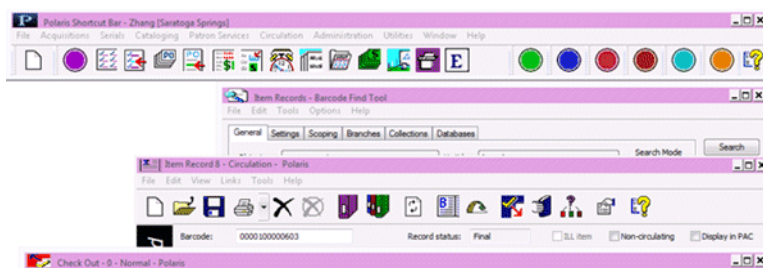 Polaris Shortcut Bar - Zhang [Saratoga Springs]
File Acquisitions Serials Cataloging Patron Services Circulation Administration Utilities Window Help
Item Records - Barcode Find Tool
File Edit Tools Options Help
General Settings Scoping Branches Collections Databases
Search Mode Search
Item Record 8 - Circulation - Polaris
File Edit View Links Tools Help
Barcode: 0000100000603 Record status: Final ILL item Non-circulating Display in PAC
Check Out - 0 - Normal - Polaris